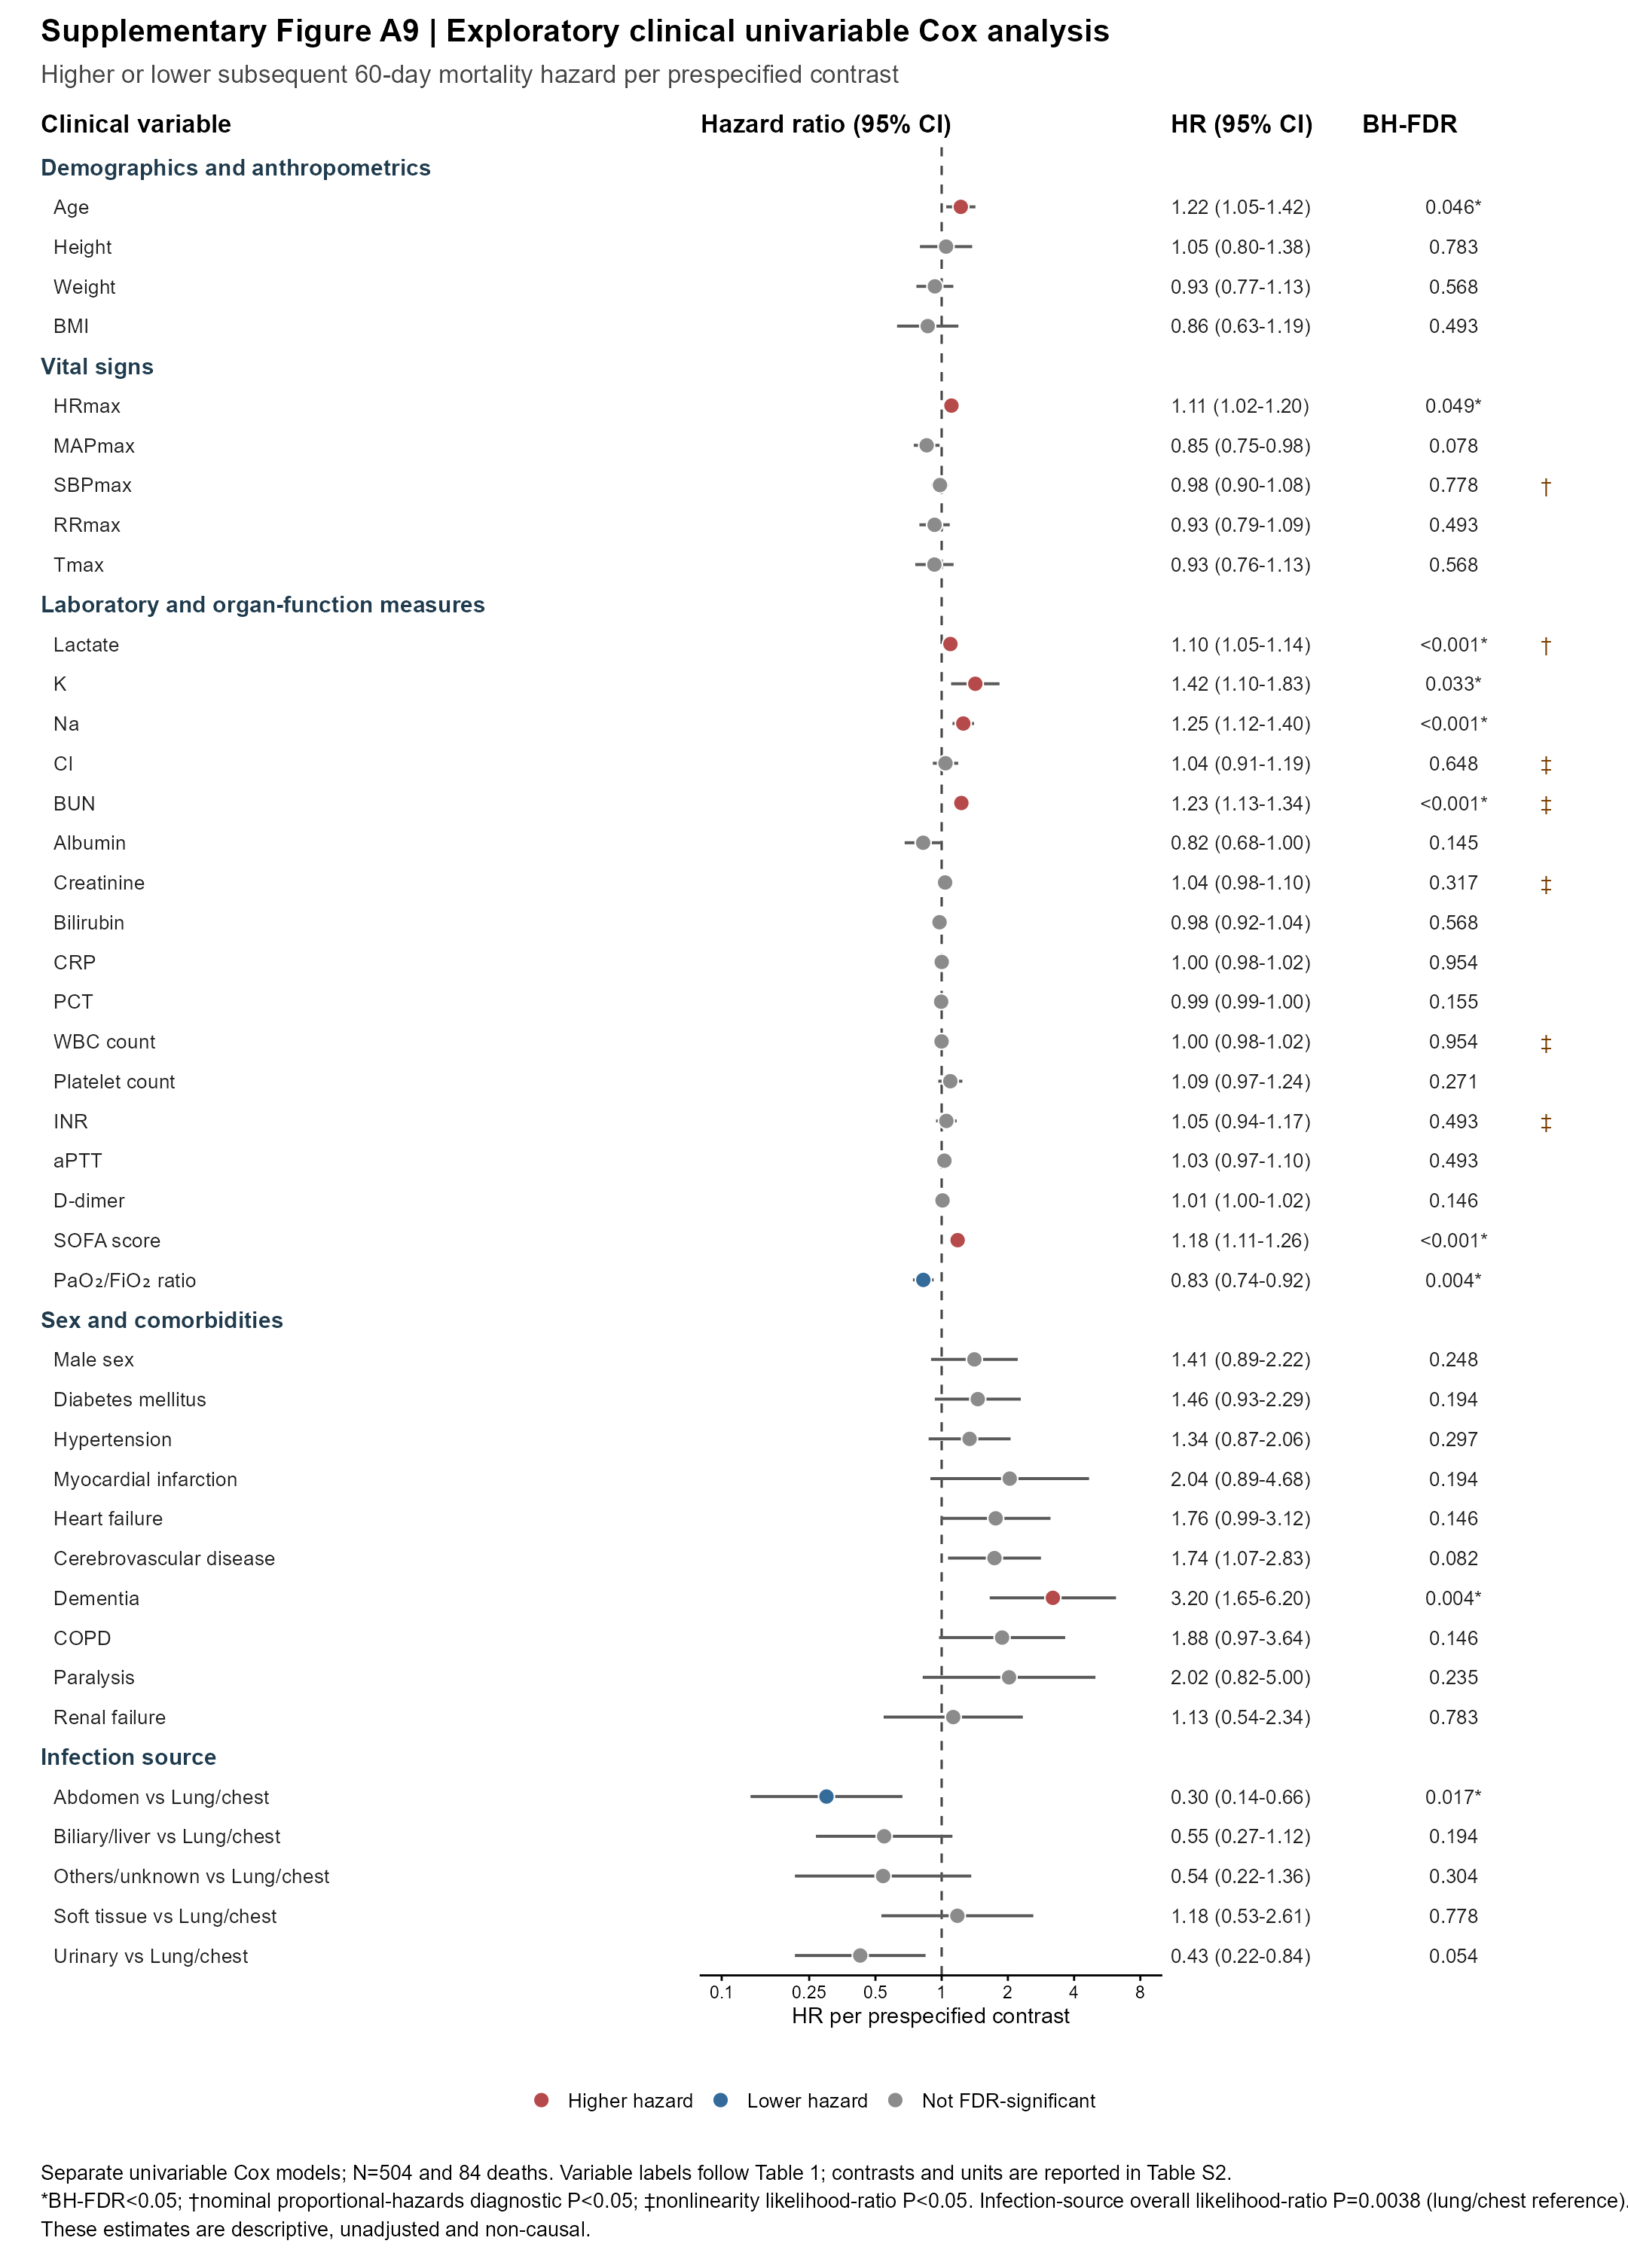 Supplementary Figure A9 | Exploratory clinical univariable Cox analysis
Higher or lower subsequent 60-day mortality hazard per prespecified contrast
Clinical variable Hazard ratio (95% CI) HR (95% CI) BH-FDR
Demographics and anthropometrics
Age 1.22 (1.05-1.42) 0.046*
Height 1.05 (0.80-1.38) 0.783
Weight 0.93 (0.77-1.13) 0.568
BMI 0.86 (0.63-1.19) 0.493
Vital signs
HRmax 1.11 (1.02-1.20) 0.049*
MAPmax 0.85 (0.75-0.98) 0.078
SBPmax 0.98 (0.90-1.08) 0.778 †
RRmax 0.93 (0.79-1.09) 0.493
Tmax 0.93 (0.76-1.13) 0.568
Laboratory and organ-function measures
Lactate 1.10 (1.05-1.14) <0.001* †
K 1.42 (1.10-1.83) 0.033*
Na 1.25 (1.12-1.40) <0.001*
Cl 1.04 (0.91-1.19) 0.648 ‡
BUN 1.23 (1.13-1.34) <0.001* ‡
Albumin 0.82 (0.68-1.00) 0.145
Creatinine 1.04 (0.98-1.10) 0.317 ‡
Bilirubin 0.98 (0.92-1.04) 0.568
CRP 1.00 (0.98-1.02) 0.954
PCT 0.99 (0.99-1.00) 0.155
WBC count 1.00 (0.98-1.02) 0.954 ‡
Platelet count 1.09 (0.97-1.24) 0.271
INR 1.05 (0.94-1.17) 0.493 ‡
aPTT 1.03 (0.97-1.10) 0.493
D-dimer 1.01 (1.00-1.02) 0.146
SOFA score 1.18 (1.11-1.26) <0.001*
PaO₂/FiO₂ ratio 0.83 (0.74-0.92) 0.004*
Sex and comorbidities
Male sex 1.41 (0.89-2.22) 0.248
Diabetes mellitus 1.46 (0.93-2.29) 0.194
Hypertension 1.34 (0.87-2.06) 0.297
Myocardial infarction 2.04 (0.89-4.68) 0.194
Heart failure 1.76 (0.99-3.12) 0.146
Cerebrovascular disease 1.74 (1.07-2.83) 0.082
Dementia 3.20 (1.65-6.20) 0.004*
COPD 1.88 (0.97-3.64) 0.146
Paralysis 2.02 (0.82-5.00) 0.235
Renal failure 1.13 (0.54-2.34) 0.783
Infection source
Abdomen vs Lung/chest 0.30 (0.14-0.66) 0.017*
Biliary/liver vs Lung/chest 0.55 (0.27-1.12) 0.194
Others/unknown vs Lung/chest 0.54 (0.22-1.36) 0.304
Soft tissue vs Lung/chest 1.18 (0.53-2.61) 0.778
Urinary vs Lung/chest 0.43 (0.22-0.84) 0.054
0.1 0.25 0.5 1 2 4 8
HR per prespecified contrast
Higher hazard Lower hazard Not FDR-significant
Separate univariable Cox models; N=504 and 84 deaths. Variable labels follow Table 1; contrasts and units are reported in Table S2.
*BH-FDR<0.05; †nominal proportional-hazards diagnostic P<0.05; ‡nonlinearity likelihood-ratio P<0.05. Infection-source overall likelihood-ratio P=0.0038 (lung/chest reference).
These estimates are descriptive, unadjusted and non-causal.